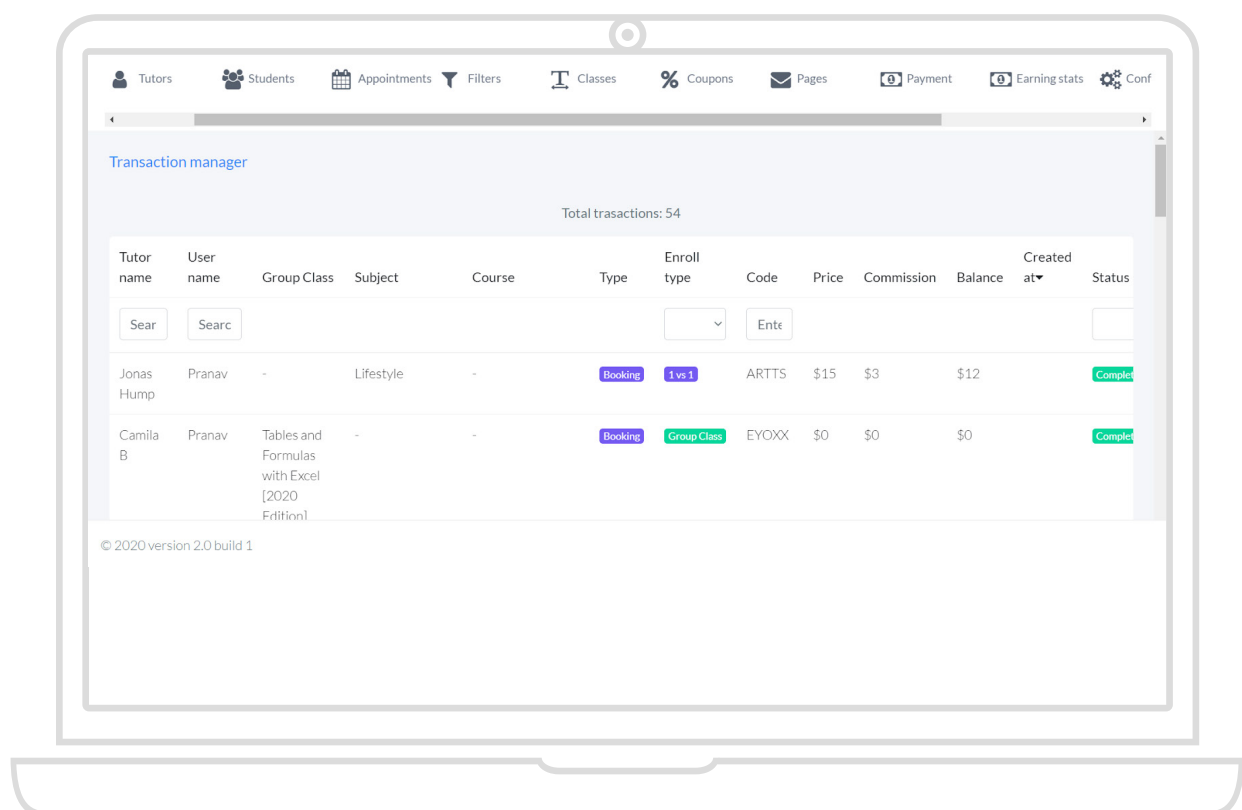 Tutors Students Appointments Filters Classes Coupons Pages Payment Earning stats Conf
Transaction manager
Total trasactions: 54
Tutor name User name Group Class Subject Course Type Enroll type Code Price Commission Balance Created at Status
Sear Searc Ente
Jonas Hump Pranav - Lifestyle - Booking 1 vs 1 ARTTS $15 $3 $12 Complet
Camila B Pranav Tables and Formulas with Excel [2020 Edition] - - Booking Group Class EYOXX $0 $0 $0 Complet
© 2020 version 2.0 build 1